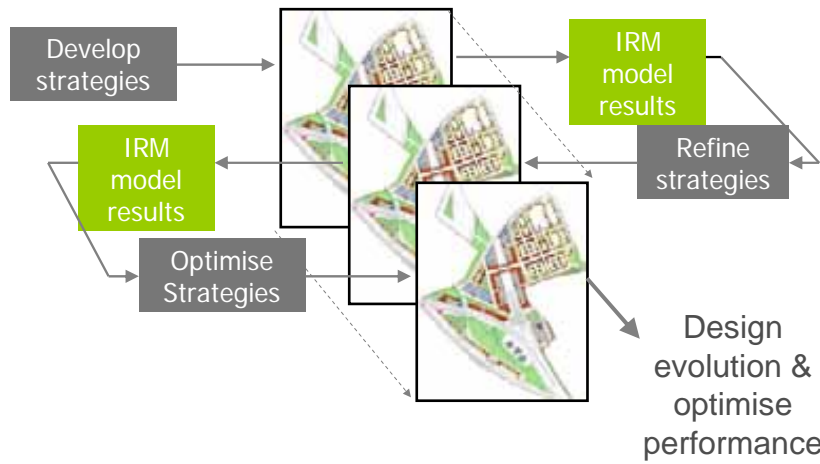 Develop
strategies
IRM
model
results
Refine
strategies
IRM
model
results
Optimise
Strategies
Design
evolution &
optimise
performance